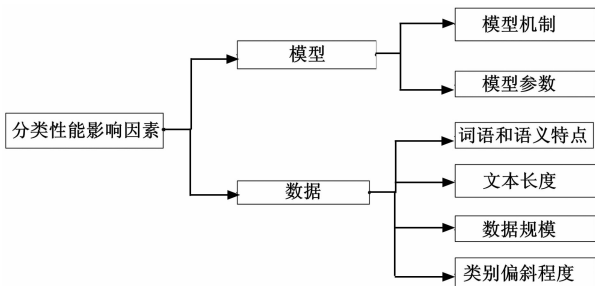 分类性能影响因素
模型
模型机制
模型参数
数据
词语和语义特点
文本长度
数据规模
类别偏斜程度